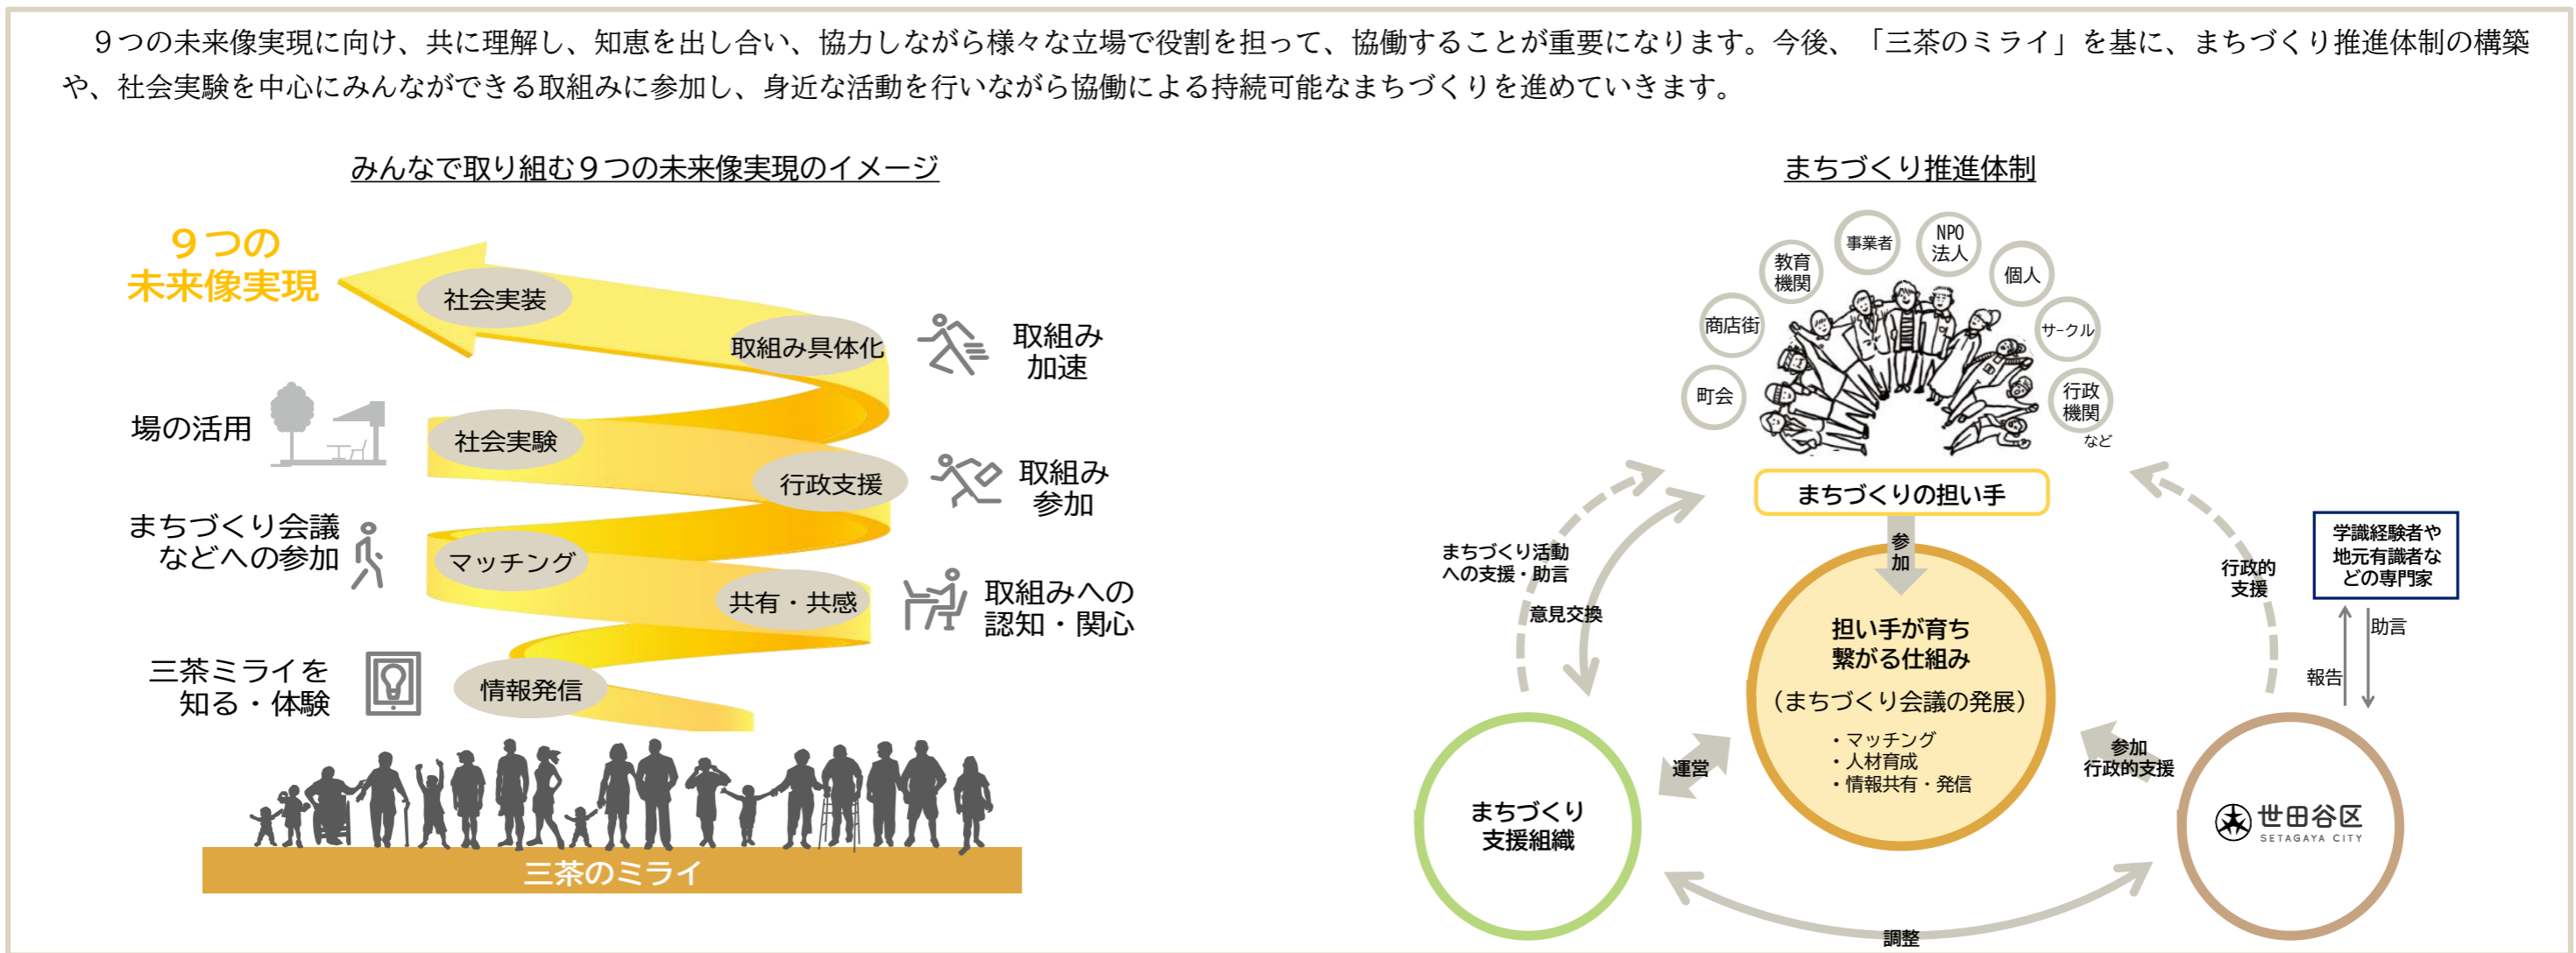 ９つの未来像実現に向け、共に理解し、知恵を出し合い、協力しながら様々な立場で役割を担って、協働することが重要になります。今後、「三茶のミライ」を基に、まちづくり推進体制の構築
や、社会実験を中心にみんなができる取組みに参加し、身近な活動を行いながら協働による持続可能なまちづくりを進めていきます。
みんなで取り組む９つの未来像実現のイメージ
９つの
未来像実現
社会実装
取組み具体化
取組み
加速
場の活用
社会実験
行政支援
取組み
参加
まちづくり会議
などへの参加
マッチング
共有・共感
取組みへの
認知・関心
三茶ミライを
知る・体験
情報発信
三茶のミライ
まちづくり推進体制
町会
商店街
教育
機関
事業者
NPO
法人
個人
サークル
行政
機関
など
まちづくりの担い手
参
加
まちづくり活動
への支援・助言
意見交換
行政的
支援
学識経験者や
地元有識者な
どの専門家
報告
助言
担い手が育ち
繋がる仕組み
（まちづくり会議の発展）
・マッチング
・人材育成
・情報共有・発信
運営
参加
行政的支援
まちづくり
支援組織
世田谷区
SETAGAYA CITY
調整